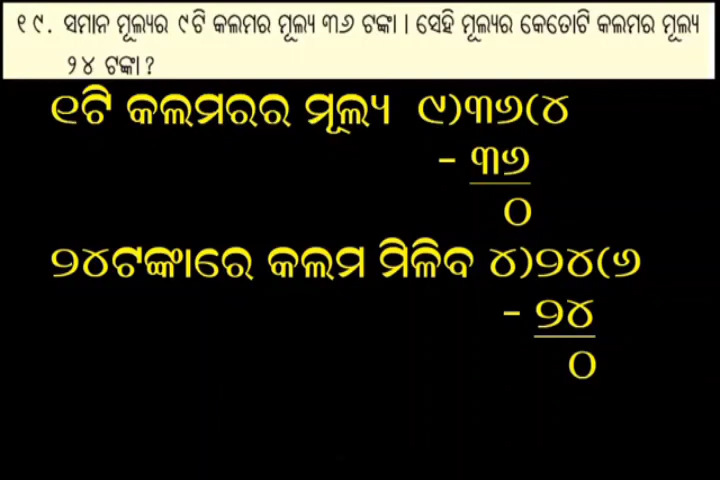 ୧୯. ସମାନ ମୂଲ୍ୟର ୯ଟି କଲମର ମୂଲ୍ୟ ୩୬ ଟଙ୍କା । ସେହି ମୂଲ୍ୟର କେତୋଟି କଲମର ମୂଲ୍ୟ
୨୪ ଟଙ୍କା ?
୧ଟି କଲମରର ମୂଲ୍ୟ ୯)୩୬(୪
- ୩୬
୦
୨୪ଟଙ୍କାରେ କଲମ ମିଳିବ ୪)୨୪(୬
- ୨୪
୦